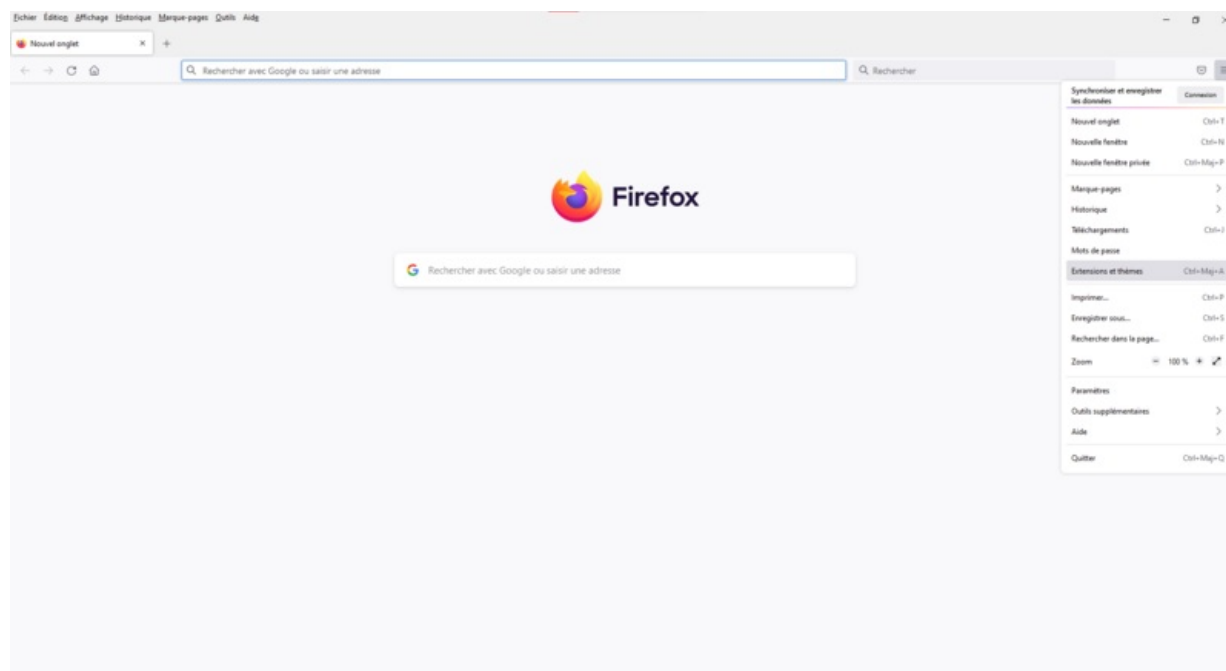 Fichier Édition Affichage Historique Marque-pages Outils Aide
Nouvel onglet
Rechercher avec Google ou saisir une adresse
Rechercher
Synchroniser et enregistrer
les données
Connexion
Nouvel onglet Ctrl+T
Nouvelle fenêtre Ctrl+N
Nouvelle fenêtre privée Ctrl+Maj+P
Marque-pages
Historique
Téléchargements Ctrl+J
Mots de passe
Extensions et thèmes Ctrl+Maj+A
Imprimer... Ctrl+P
Enregistrer sous... Ctrl+S
Rechercher dans la page... Ctrl+F
Zoom 100 %
Paramètres
Outils supplémentaires
Aide
Quitter Ctrl+Maj+Q
Firefox
Rechercher avec Google ou saisir une adresse